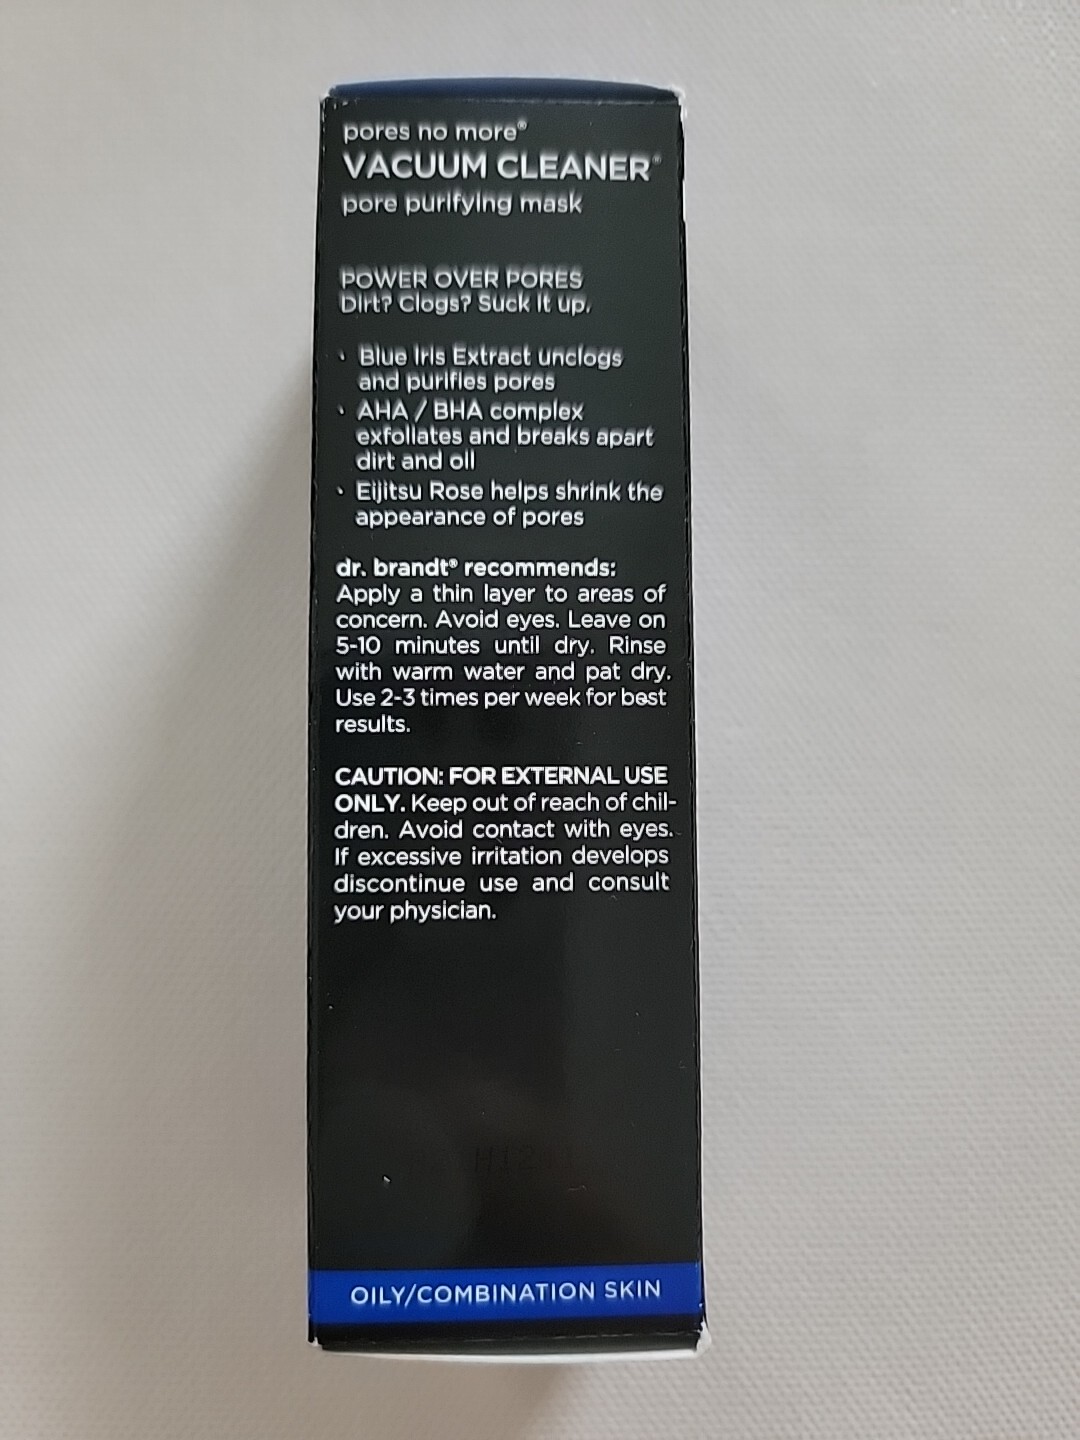 pores no more®
VACUUM CLEANER®
pore purifying mask
POWER OVER PORES
Dirt? Clogs? Suck it up.
• Blue Iris Extract unclogs
and purifies pores
• AHA / BHA complex
exfoliates and breaks apart
dirt and oil
• Eijitsu Rose helps shrink the
appearance of pores
dr. brandt® recommends:
Apply a thin layer to areas of
concern. Avoid eyes. Leave on
5-10 minutes until dry. Rinse
with warm water and pat dry.
Use 2-3 times per week for best
results.
CAUTION: FOR EXTERNAL USE
ONLY. Keep out of reach of chil-
dren. Avoid contact with eyes.
If excessive irritation develops
discontinue use and consult
your physician.
OILY/COMBINATION SKIN